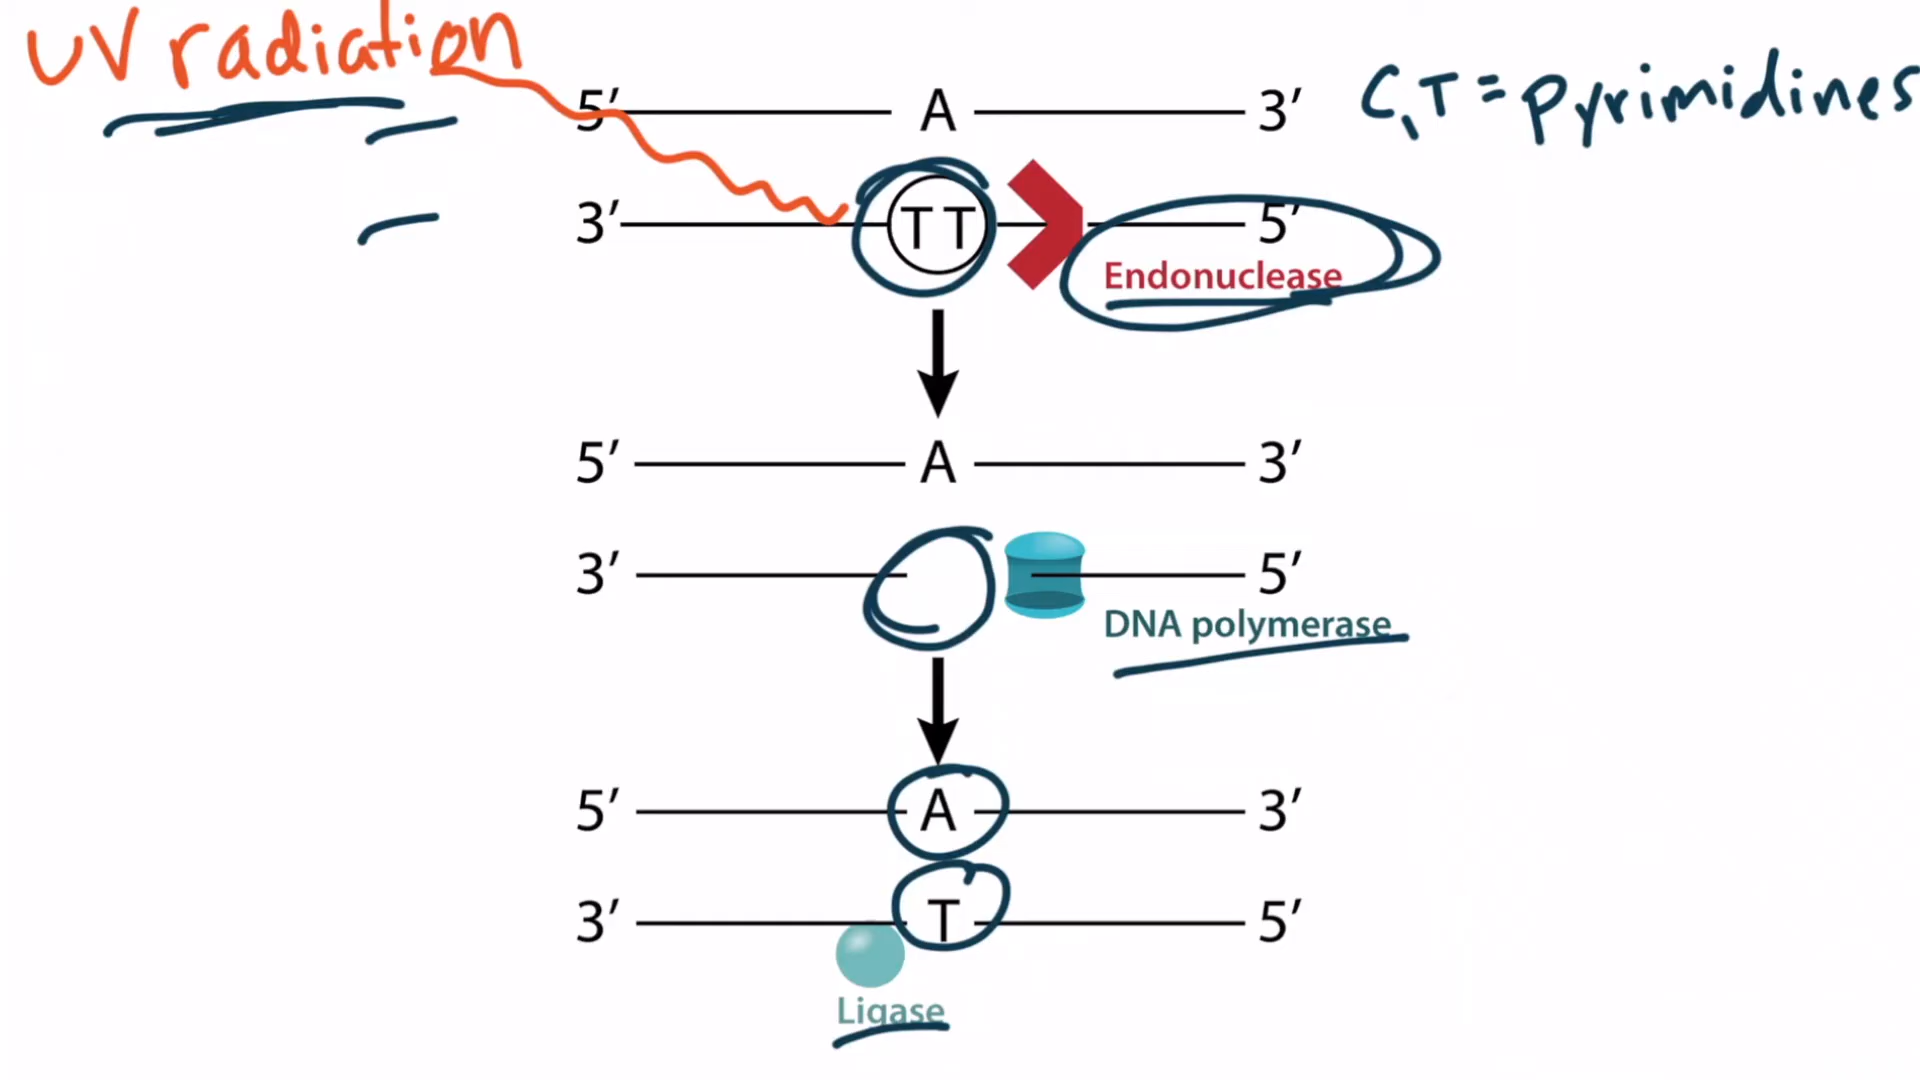 UV radiation
5′ A 3′
C,T = pyrimidines
3′ TT 5′
Endonuclease
5′ A 3′
3′ 5′
DNA polymerase
5′ A 3′
3′ T 5′
Ligase